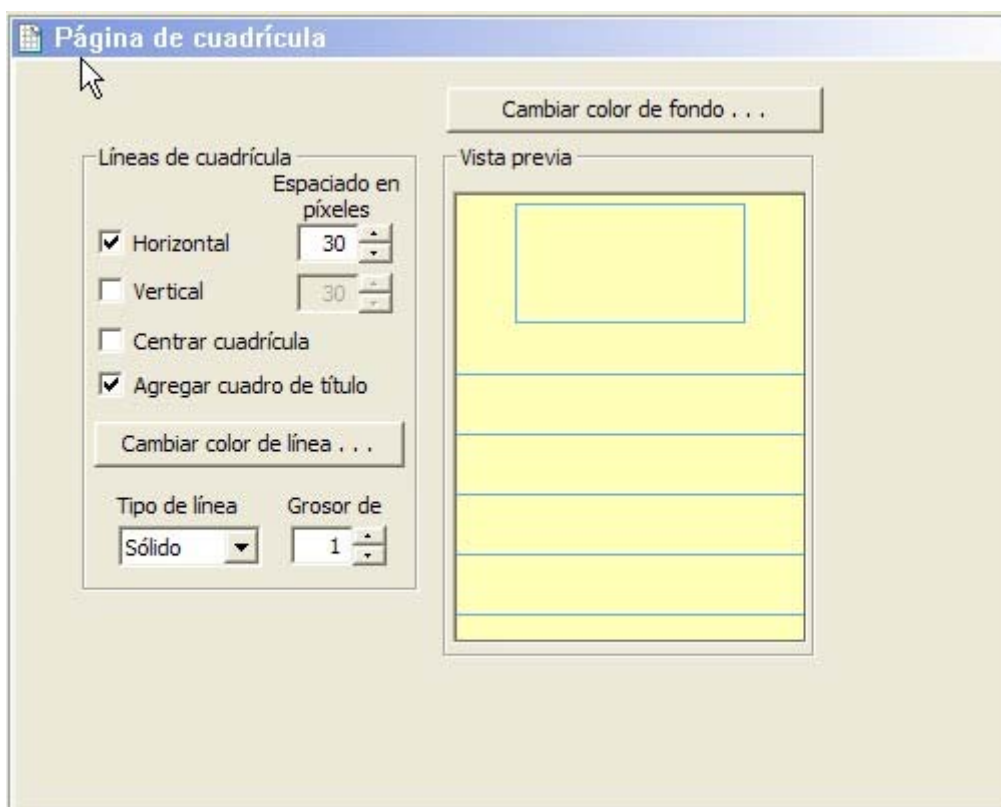 Página de cuadrícula
Cambiar color de fondo . . .
Líneas de cuadrícula
Espaciado en
píxeles
Horizontal 30
Vertical 30
Centrar cuadrícula
Agregar cuadro de título
Cambiar color de línea . . .
Tipo de línea Grosor de
Sólido 1
Vista previa